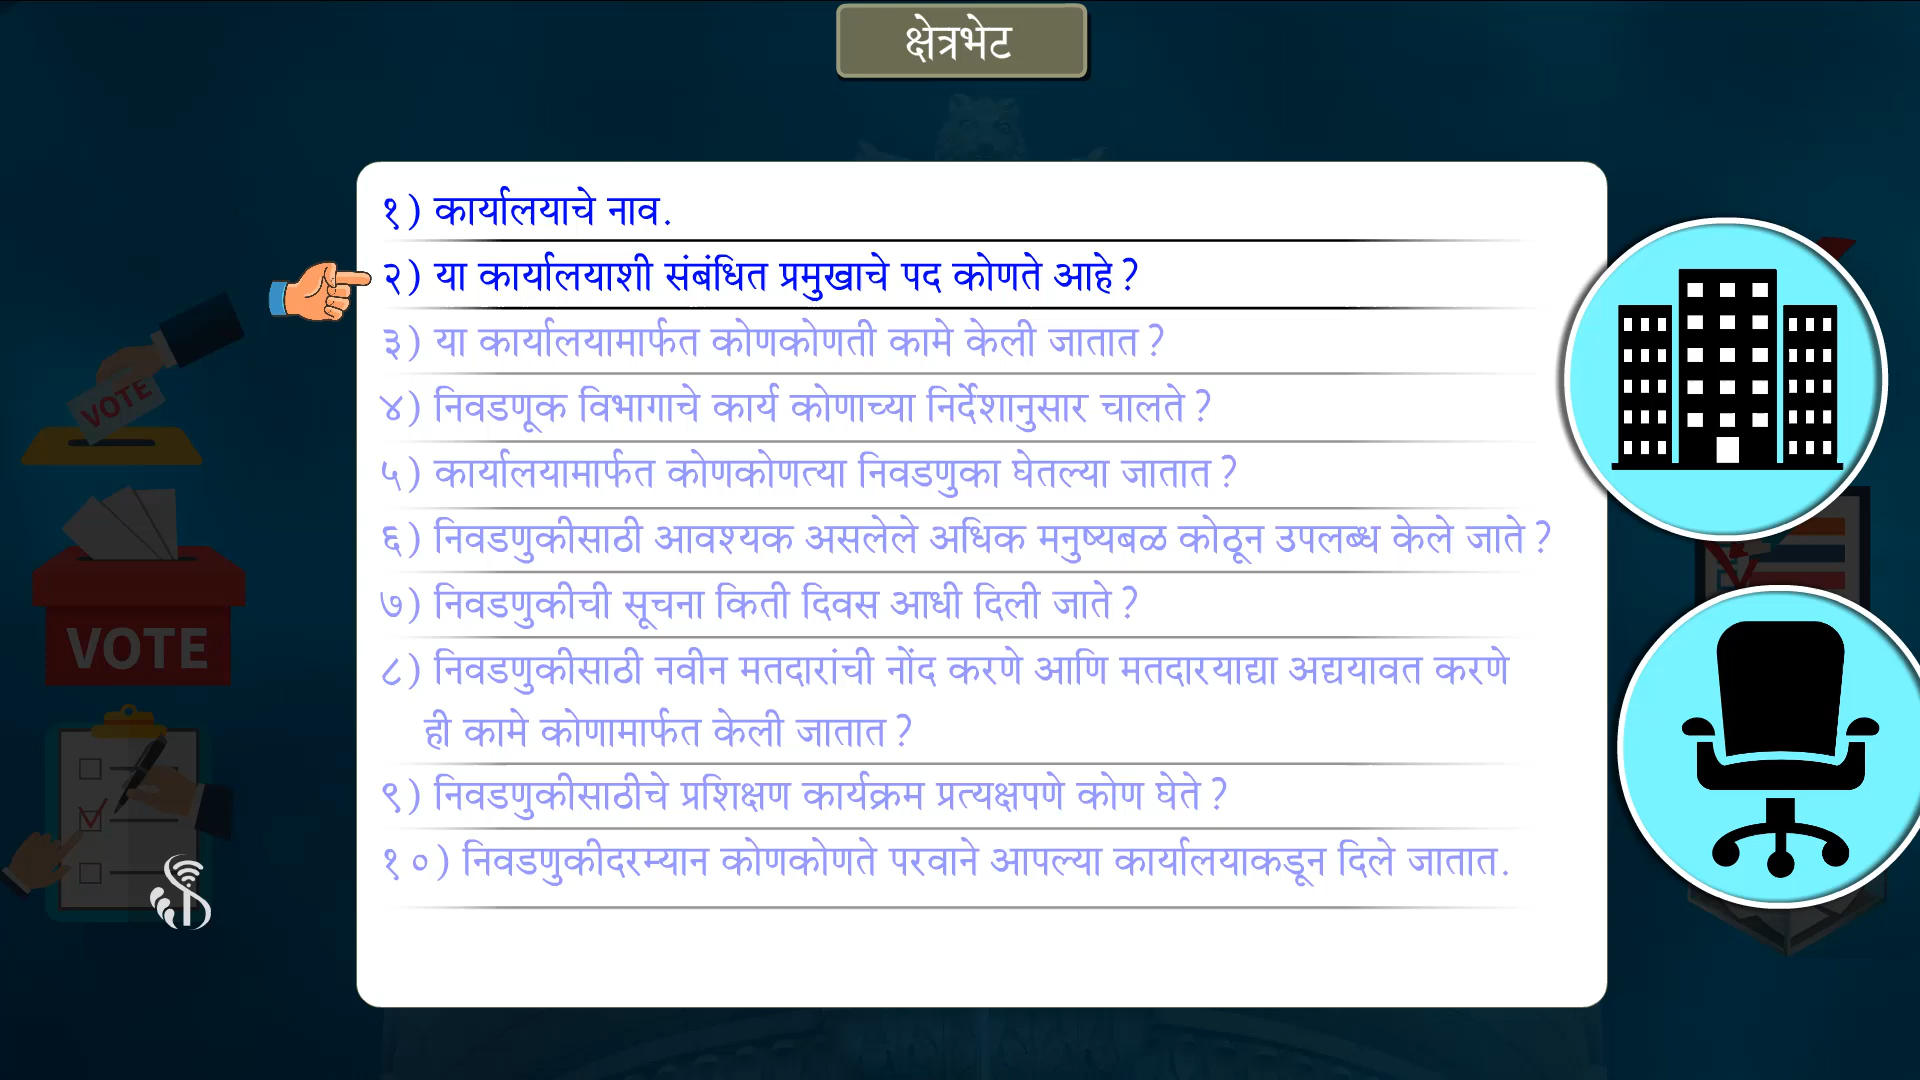 क्षेत्रभेट
१) कार्यालयाचे नाव.
२) या कार्यालयाशी संबंधित प्रमुखाचे पद कोणते आहे?
३) या कार्यालयामार्फत कोणकोणती कामे केली जातात?
४) निवडणूक विभागाचे कार्य कोणाच्या निर्देशानुसार चालते?
५) कार्यालयामार्फत कोणकोणत्या निवडणुका घेतल्या जातात?
६) निवडणुकीसाठी आवश्यक असलेले अधिक मनुष्यबळ कोठून उपलब्ध केले जाते?
७) निवडणुकीची सूचना किती दिवस आधी दिली जाते?
८) निवडणुकीसाठी नवीन मतदारांची नोंद करणे आणि मतदारयाद्या अद्ययावत करणे
ही कामे कोणामार्फत केली जातात?
९) निवडणुकीसाठीचे प्रशिक्षण कार्यक्रम प्रत्यक्षपणे कोण घेते?
१०) निवडणुकीदरम्यान कोणकोणते परवाने आपल्या कार्यालयाकडून दिले जातात.
VOTE
VOTE